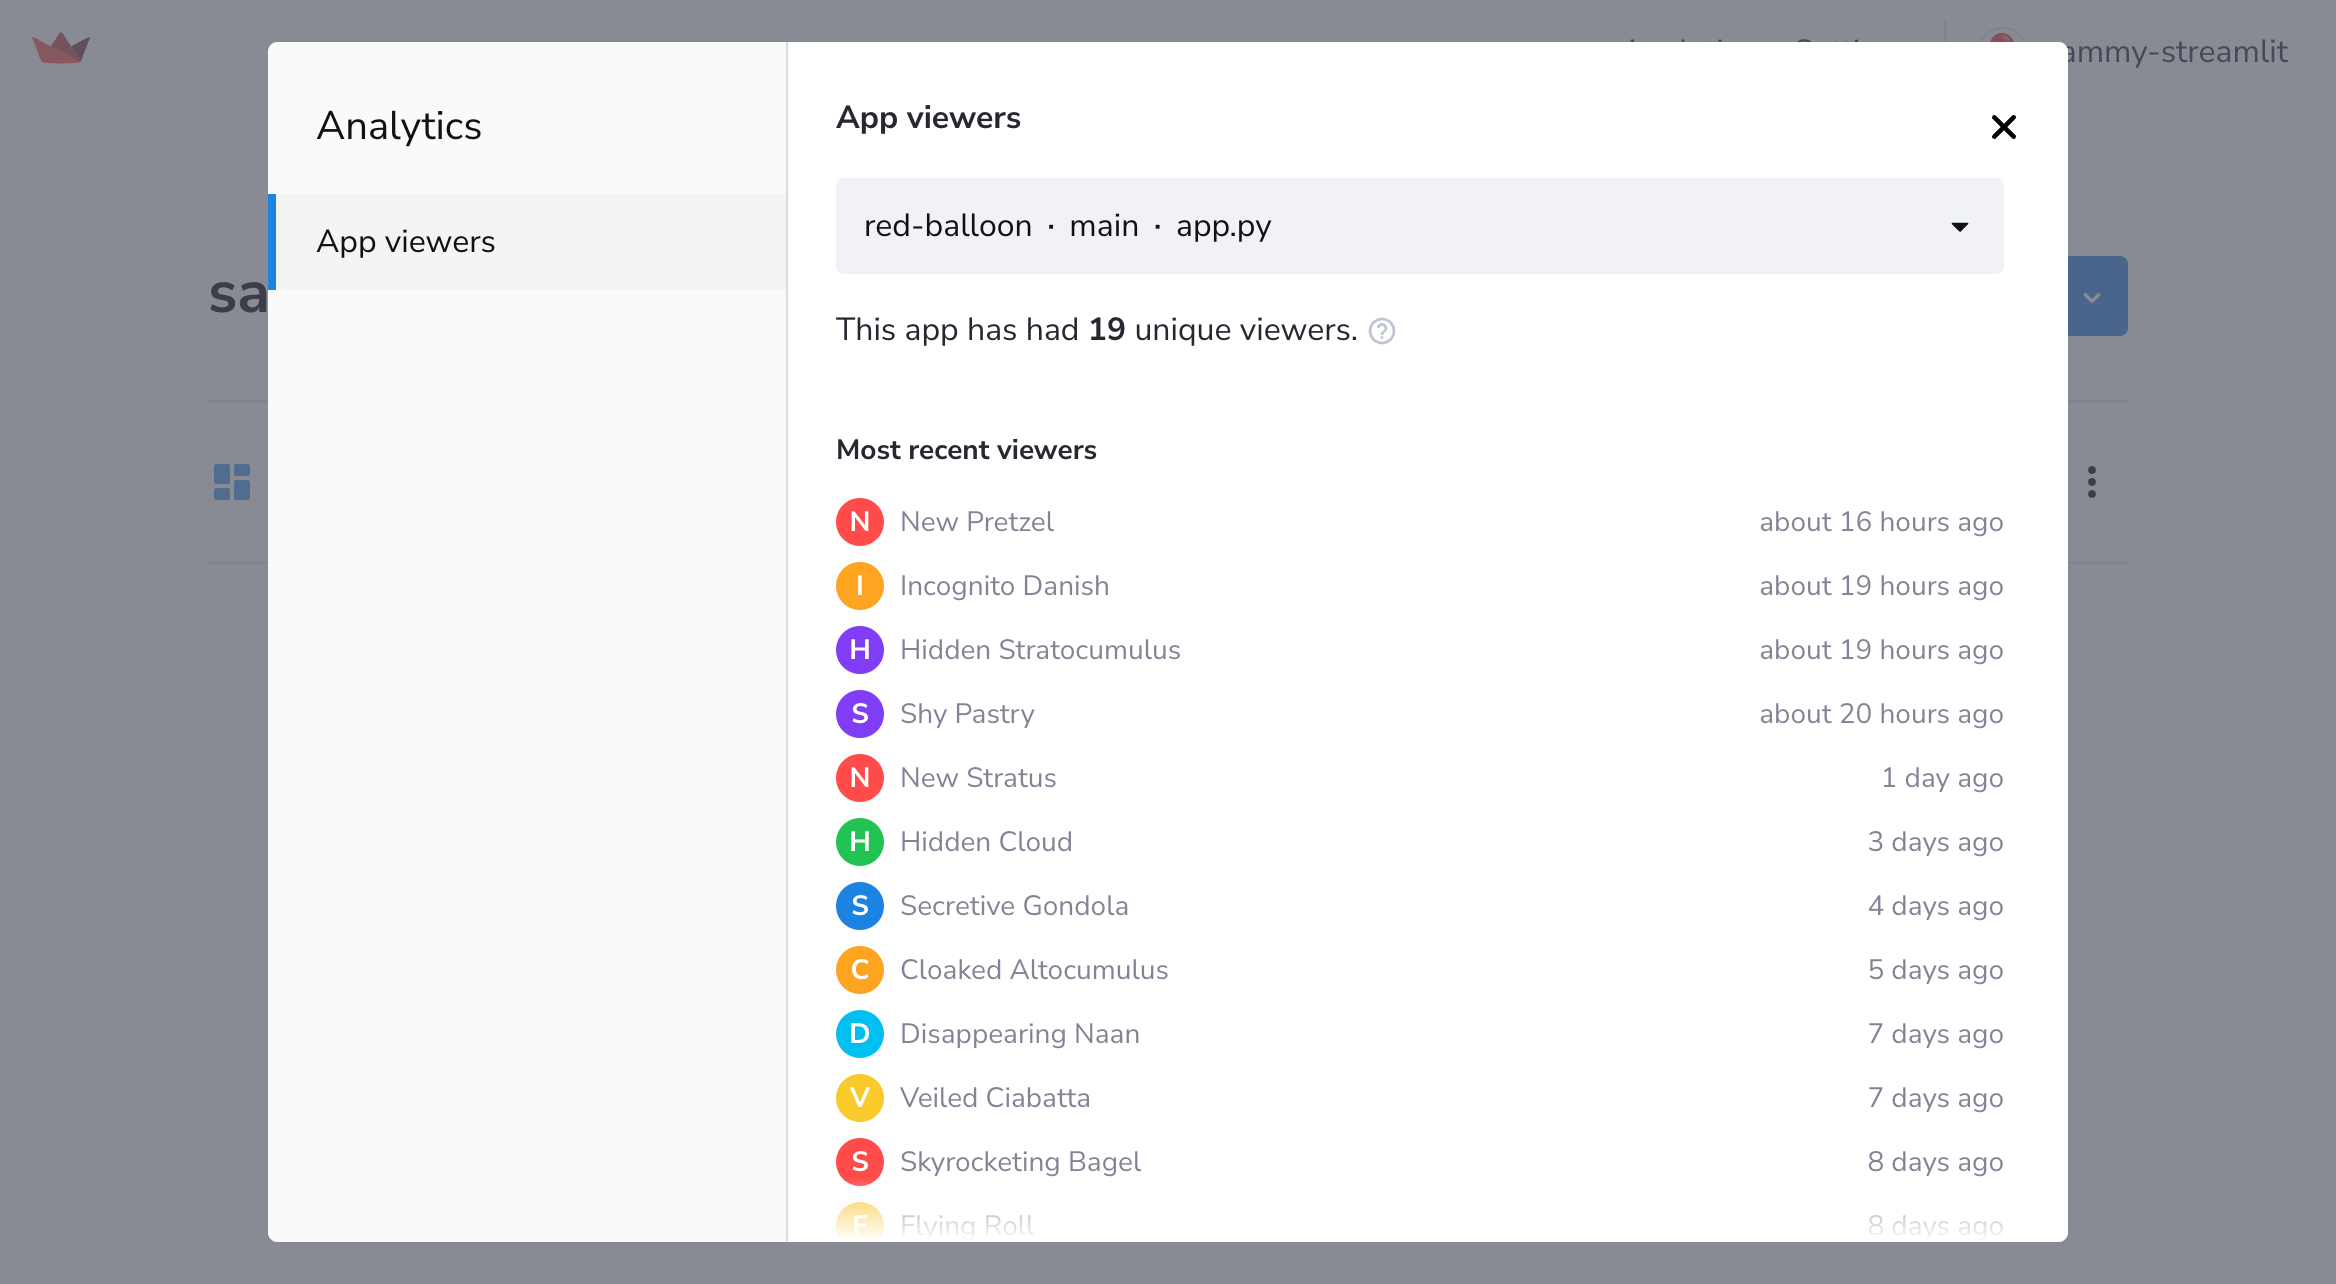 ammy-streamlit
Analytics
App viewers
sa
App viewers
red-balloon · main · app.py
This app has had 19 unique viewers. ?
Most recent viewers
N New Pretzel about 16 hours ago
I Incognito Danish about 19 hours ago
H Hidden Stratocumulus about 19 hours ago
S Shy Pastry about 20 hours ago
N New Stratus 1 day ago
H Hidden Cloud 3 days ago
S Secretive Gondola 4 days ago
C Cloaked Altocumulus 5 days ago
D Disappearing Naan 7 days ago
V Veiled Ciabatta 7 days ago
S Skyrocketing Bagel 8 days ago
F Flying Roll 8 days ago